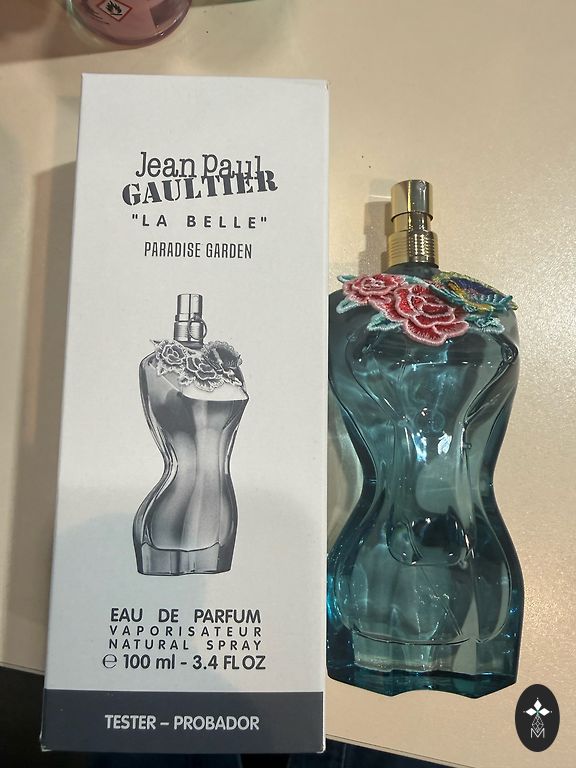 Jean Paul
GAULTIER
"LA BELLE"
PARADISE GARDEN
EAU DE PARFUM
VAPORISATEUR
NATURAL SPRAY
℮ 100 ml - 3.4 FL OZ
TESTER – PROBADOR